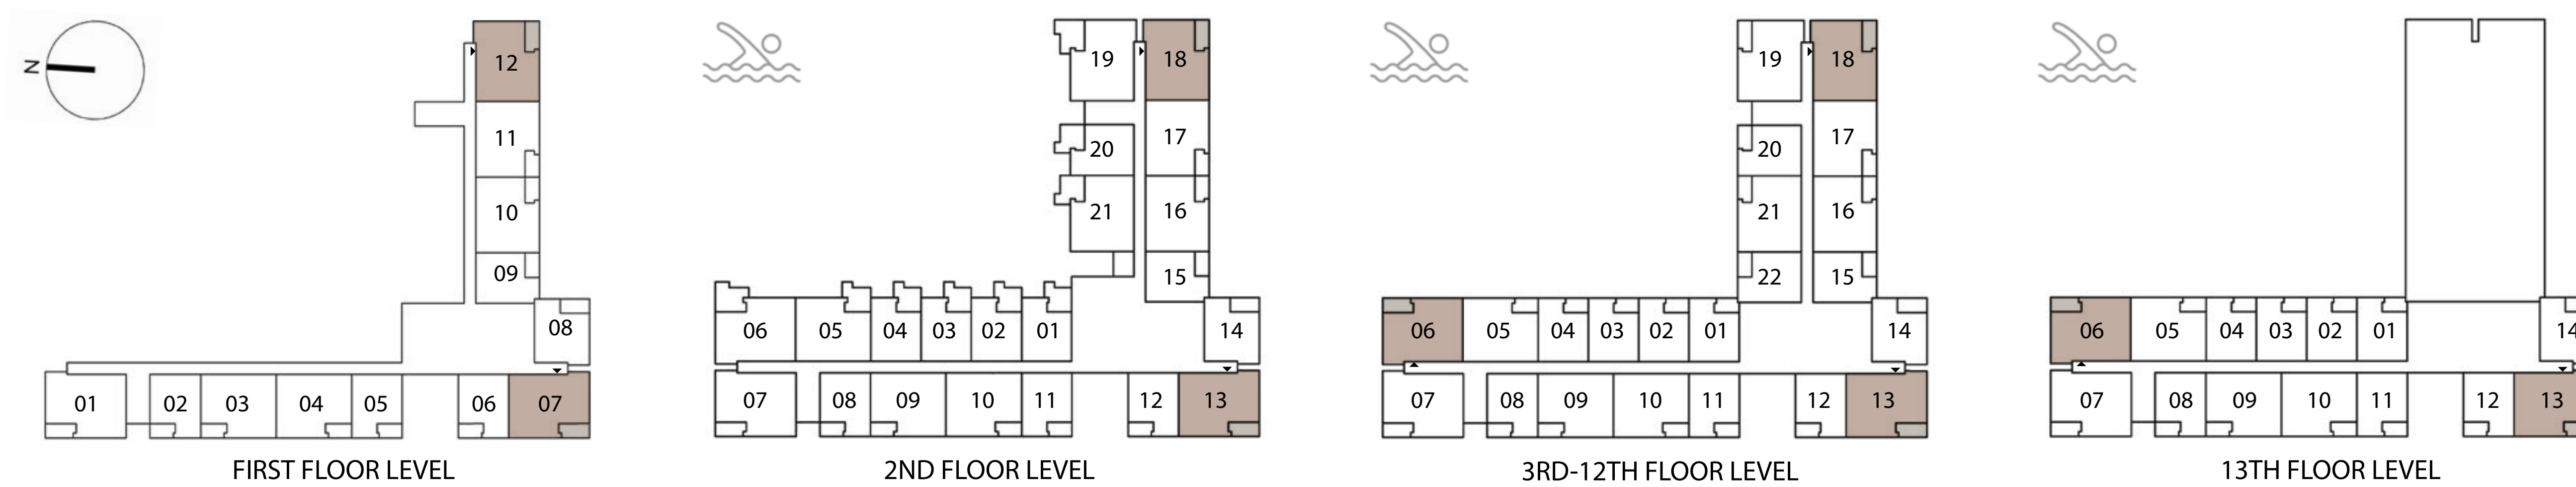 N
12
11
10
09
08
01 02 03 04 05 06 07
FIRST FLOOR LEVEL
19 18
17
20
21 16
15
06 05 04 03 02 01 14
07 08 09 10 11 12 13
2ND FLOOR LEVEL
19 18
17
20
21 16
22 15
06 05 04 03 02 01 14
07 08 09 10 11 12 13
3RD-12TH FLOOR LEVEL
06 05 04 03 02 01 14
07 08 09 10 11 12 13
13TH FLOOR LEVEL